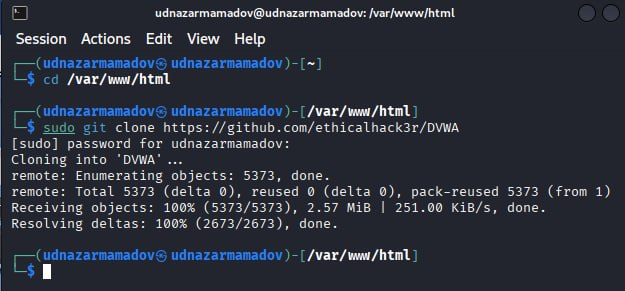 udnazarmamadov@udnazarmamadov: /var/www/html
Session Actions Edit View Help
┌──(udnazarmamadov㉿udnazarmamadov)-[~]
└─$ cd /var/www/html
┌──(udnazarmamadov㉿udnazarmamadov)-[/var/www/html]
└─$ sudo git clone https://github.com/ethicalhack3r/DVWA
[sudo] password for udnazarmamadov:
Cloning into 'DVWA'...
remote: Enumerating objects: 5373, done.
remote: Total 5373 (delta 0), reused 0 (delta 0), pack-reused 5373 (from 1)
Receiving objects: 100% (5373/5373), 2.57 MiB | 251.00 KiB/s, done.
Resolving deltas: 100% (2673/2673), done.
┌──(udnazarmamadov㉿udnazarmamadov)-[/var/www/html]
└─$